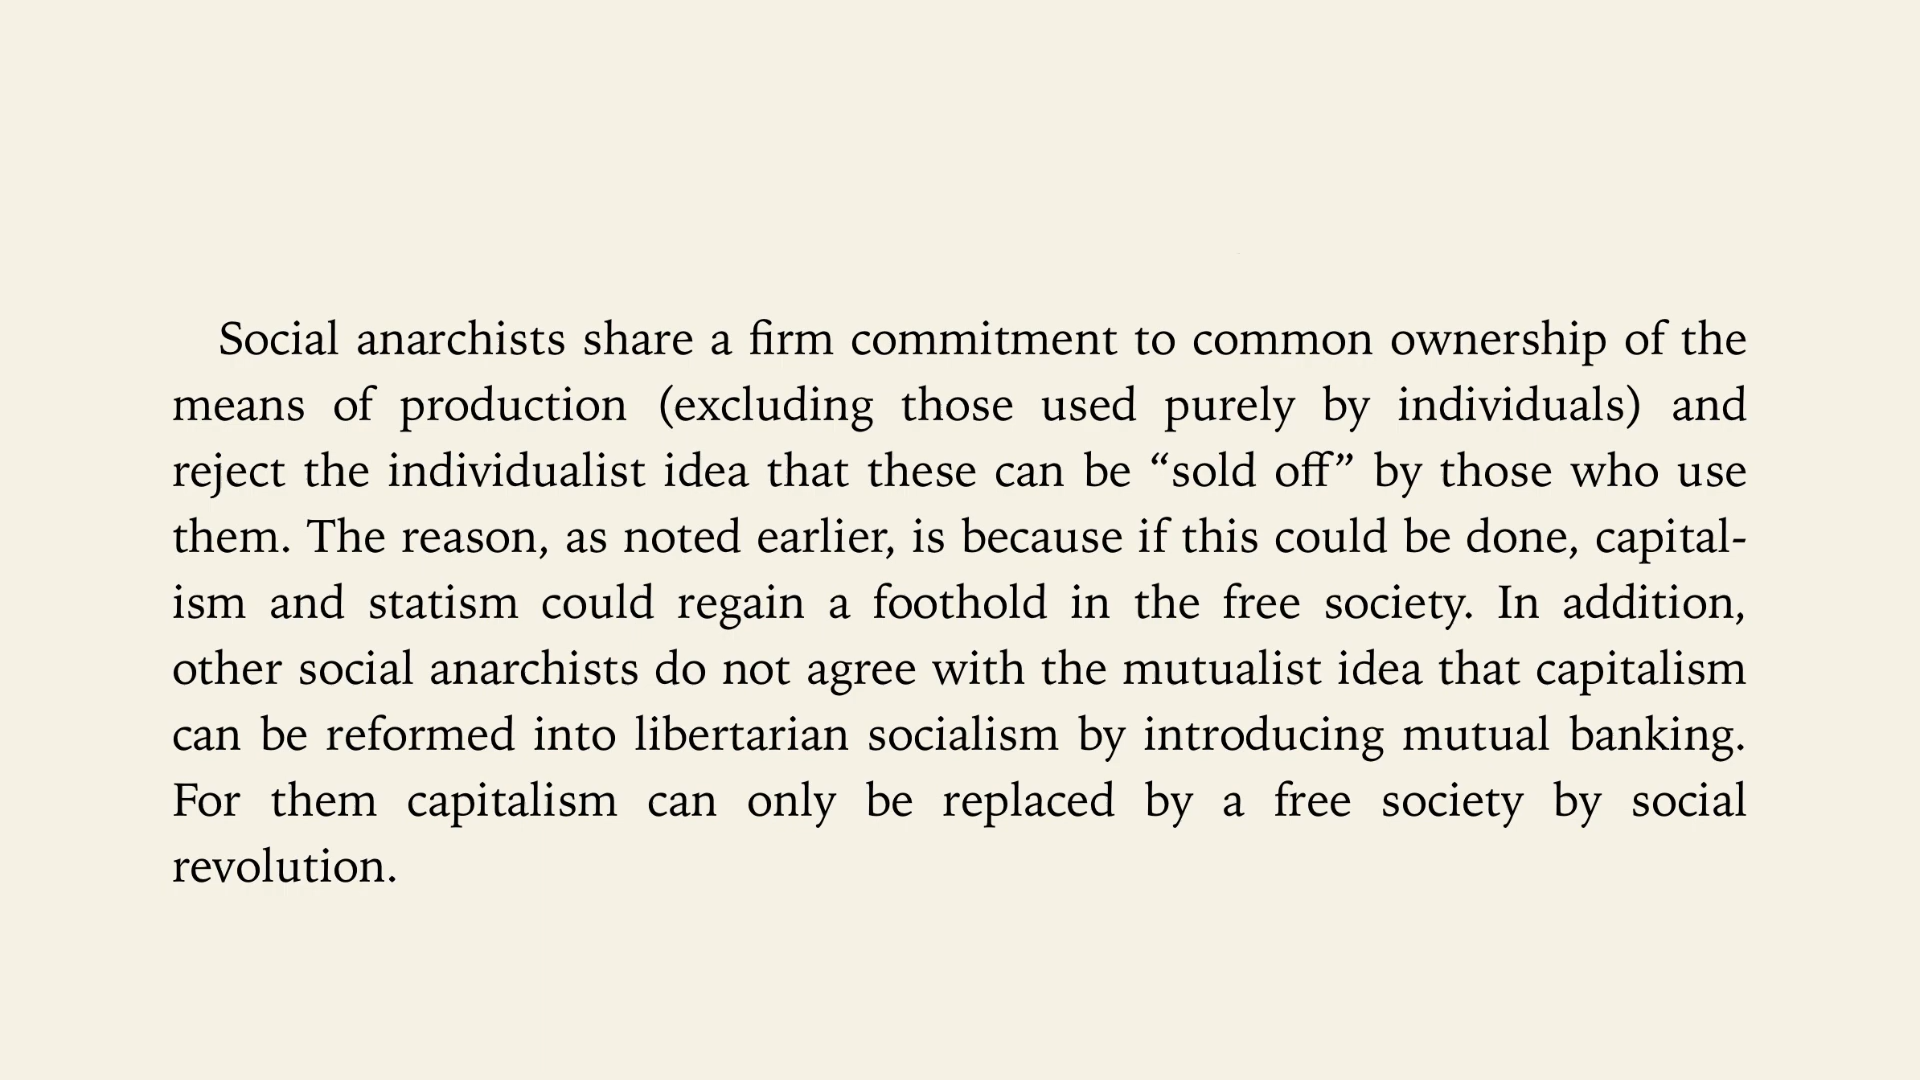 Social anarchists share a firm commitment to common ownership of the
means of production (excluding those used purely by individuals) and
reject the individualist idea that these can be “sold off” by those who use
them. The reason, as noted earlier, is because if this could be done, capital-
ism and statism could regain a foothold in the free society. In addition,
other social anarchists do not agree with the mutualist idea that capitalism
can be reformed into libertarian socialism by introducing mutual banking.
For them capitalism can only be replaced by a free society by social
revolution.